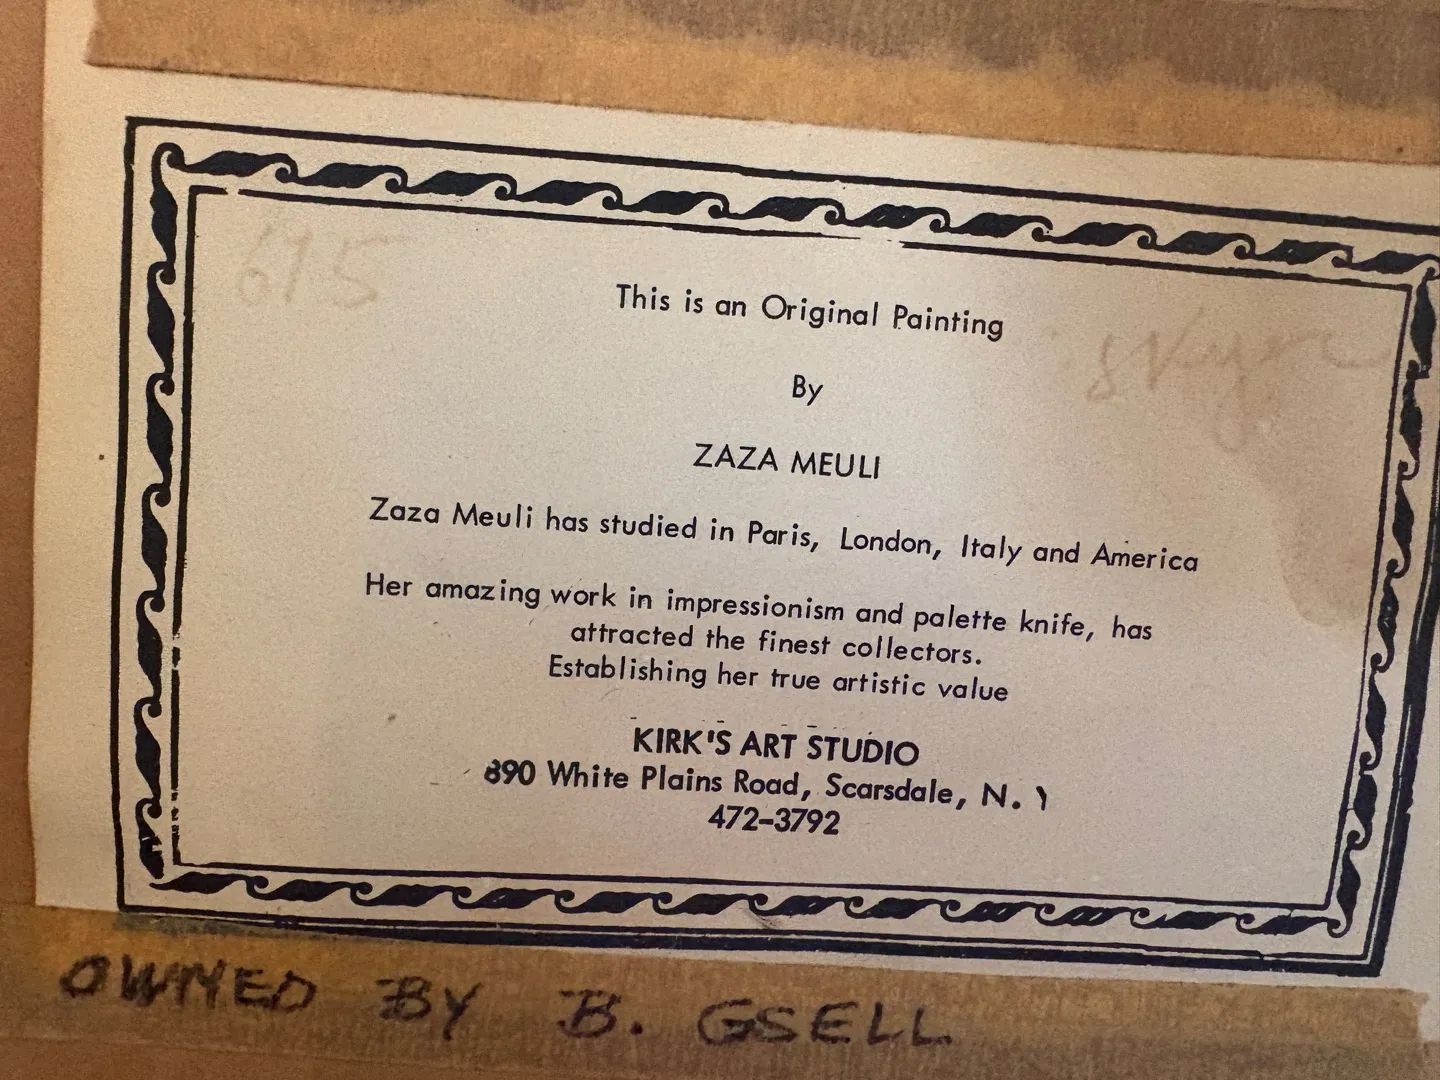 615
This is an Original Painting
By
ZAZA MEULI
Zaza Meuli has studied in Paris, London, Italy and America
Her amazing work in impressionism and palette knife, has
attracted the finest collectors.
Establishing her true artistic value
KIRK'S ART STUDIO
890 White Plains Road, Scarsdale, N.
472-3792
OWNED BY B. GSELL